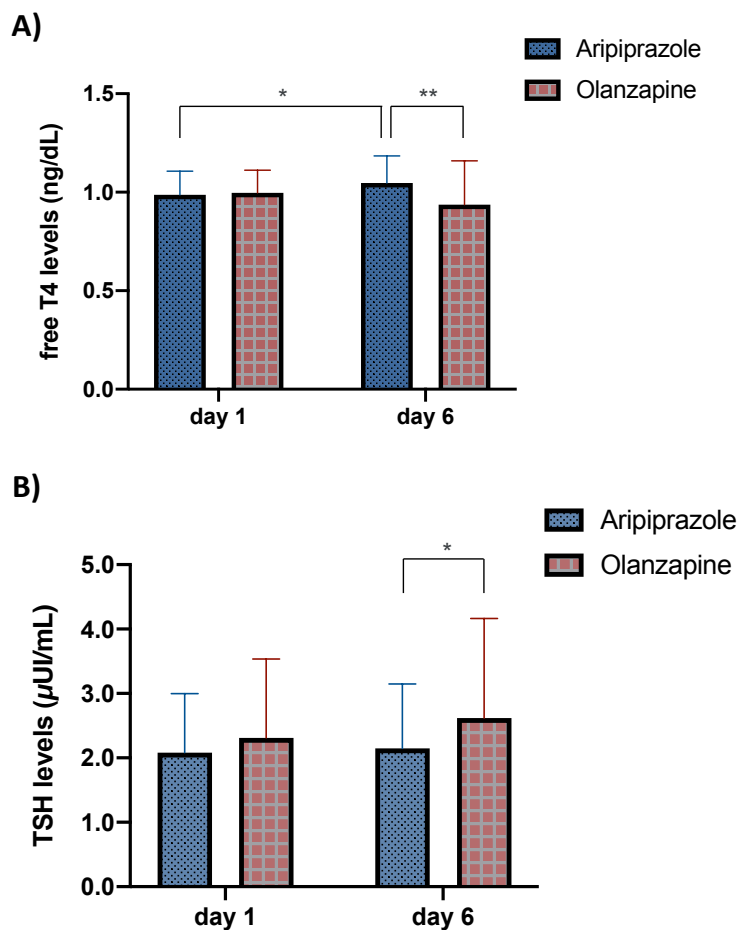 A)
Aripiprazole
Olanzapine
* **
1.5
1.0
0.5
0.0
free T4 levels (ng/dL)
day 1 day 6
B)
Aripiprazole
Olanzapine
*
5.0
4.0
3.0
2.0
1.0
0.0
TSH levels (µUI/mL)
day 1 day 6